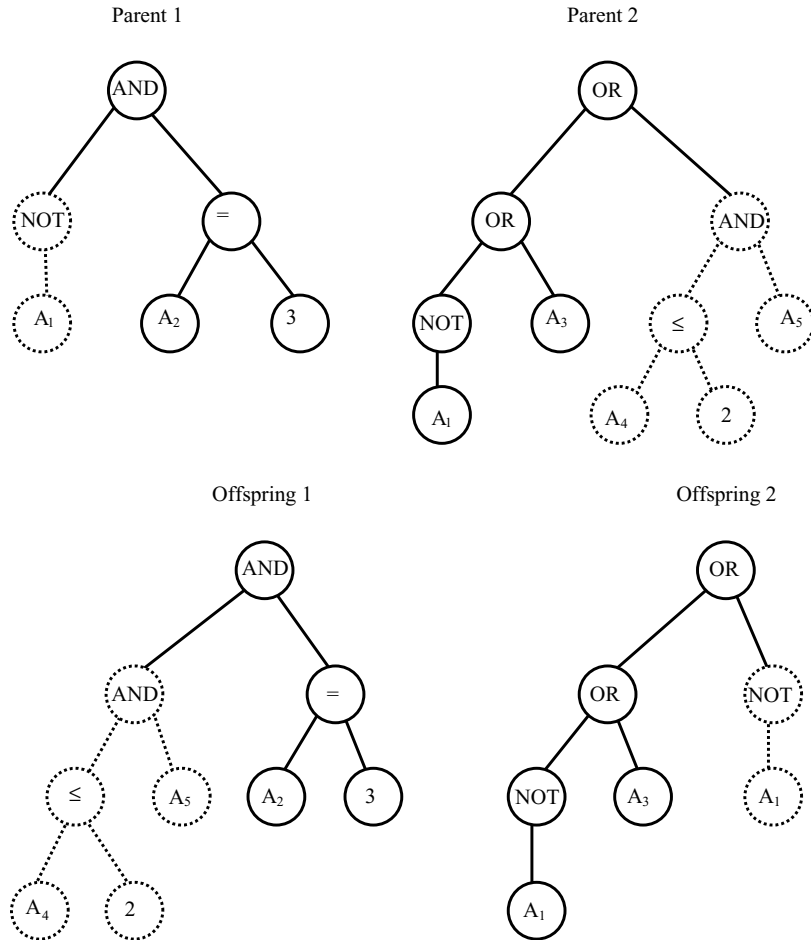 Parent 1 Parent 2
AND OR
NOT = OR AND
A₁ A₂ 3 NOT A₃ ≤ A₅
A₁ A₄ 2
Offspring 1 Offspring 2
AND OR
AND = OR NOT
≤ A₅ A₂ 3 NOT A₃ A₁
A₄ 2 A₁